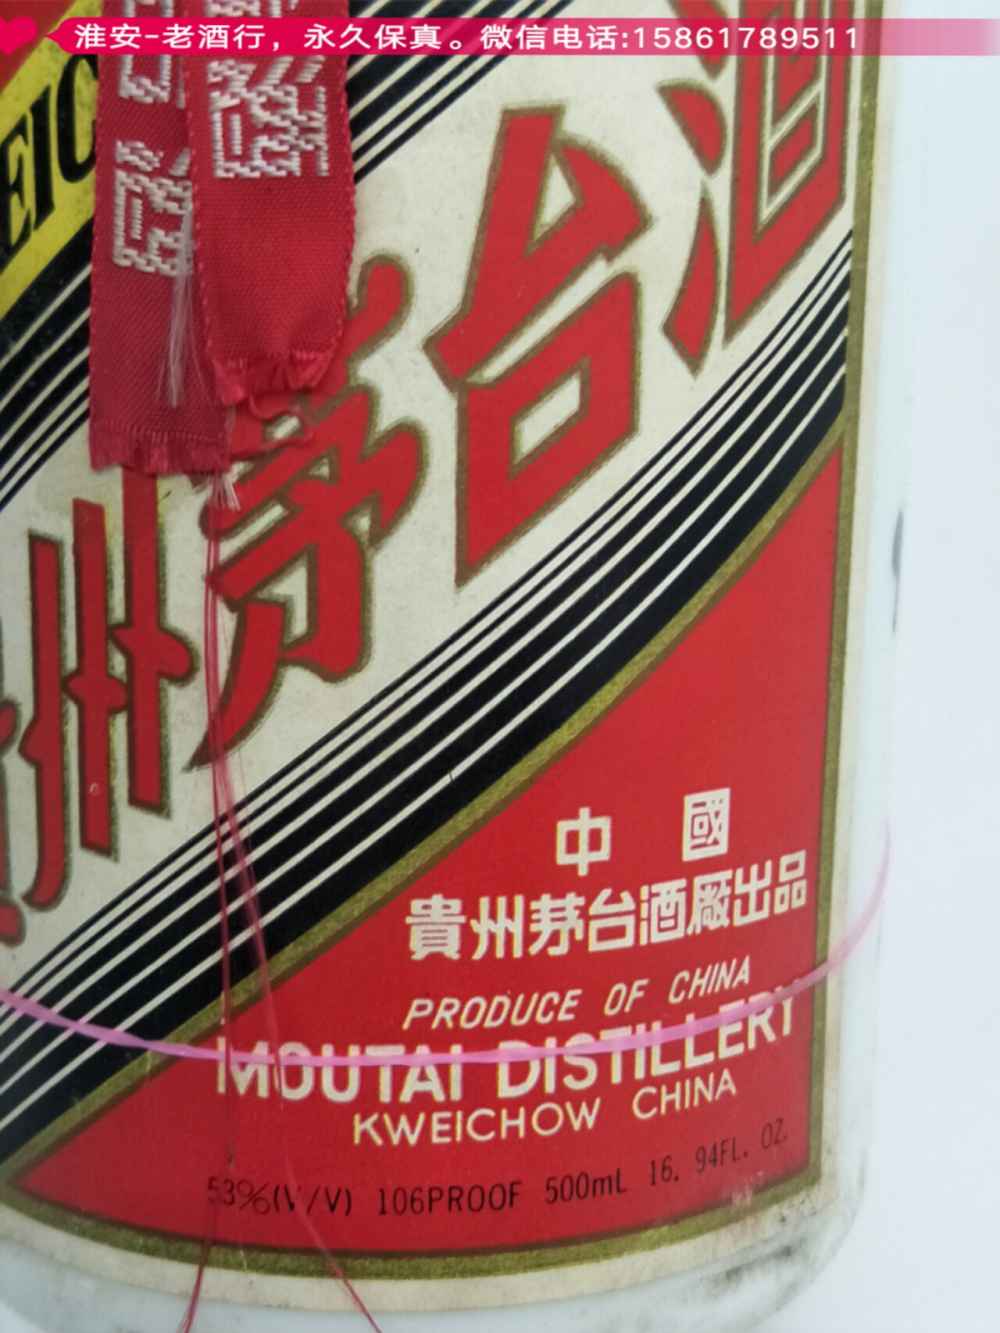 淮安-老酒行，永久保真。微信电话:15861789511
EIC
州茅台酒
中國
貴州茅台酒廠出品
PRODUCE OF CHINA
MOUTAI DISTILLERY
KWEICHOW CHINA
53%(V/V) 106PROOF 500mL 16. 94FL. OZ.